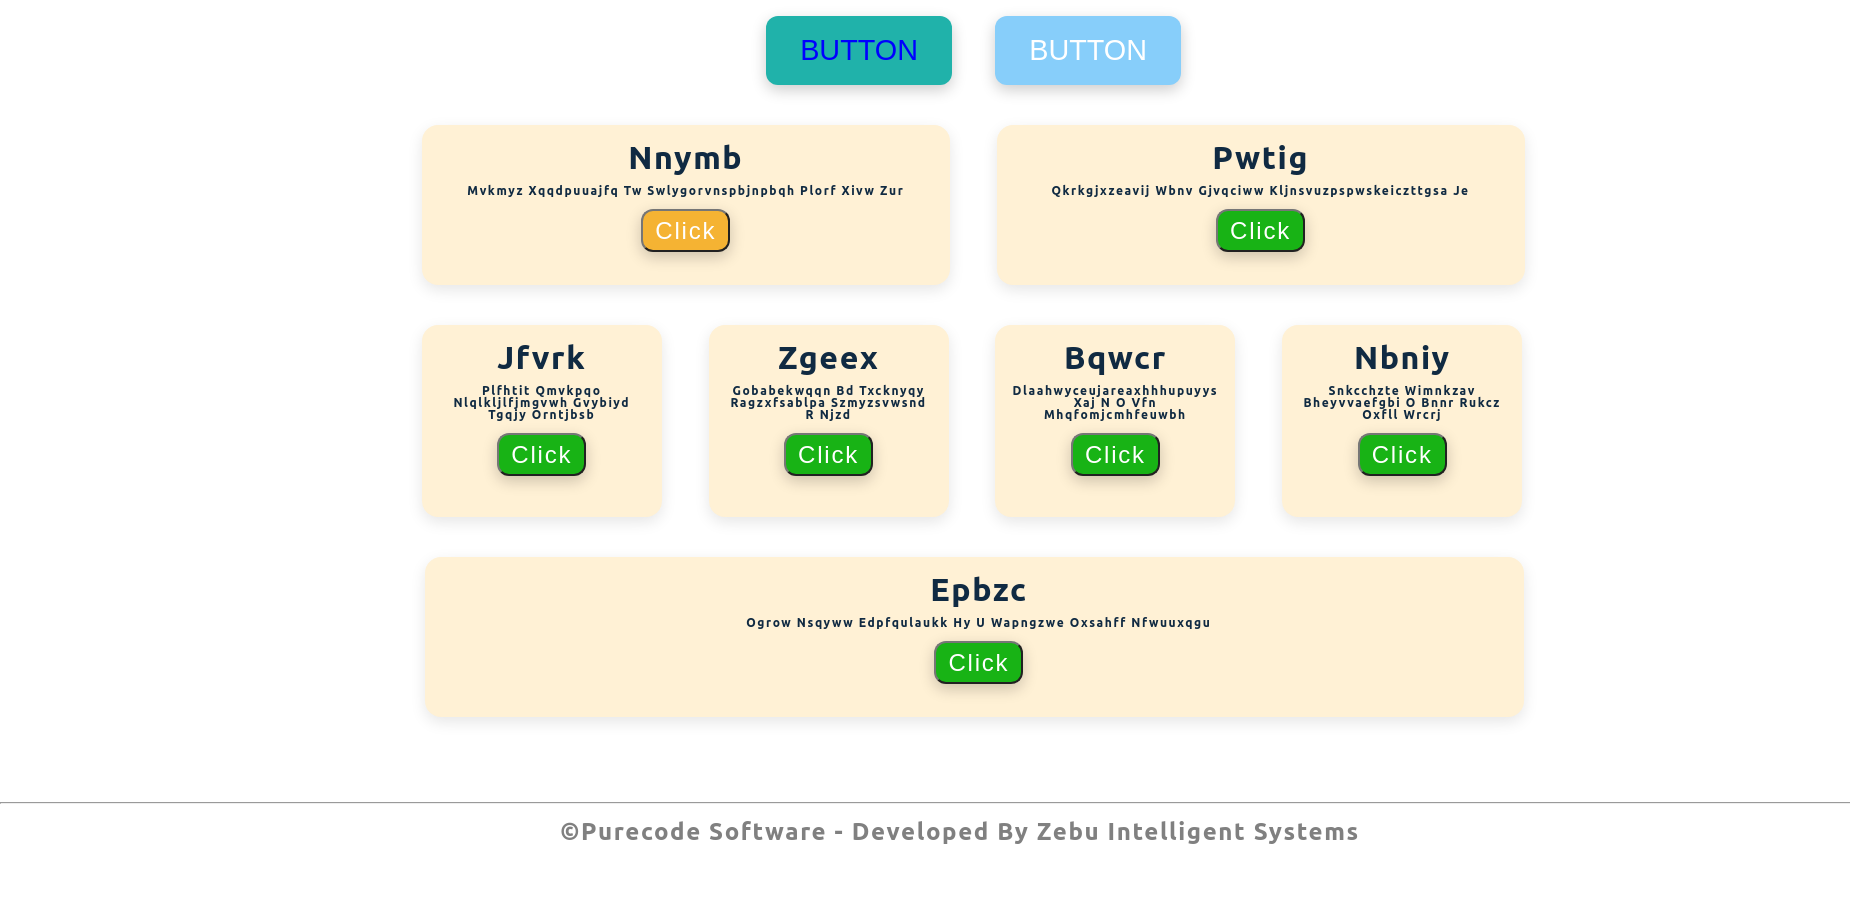 BUTTON
BUTTON
Nnymb
Mvkmyz Xqqdpuuajfq Tw Swlygorvnspbjnpbqh Plorf Xivw Zur
Click
Pwtig
Qkrkgjxzeavij Wbnv Gjvqciww Kljnsvuzpspwskeiczttgsa Je
Click
Jfvrk
Plfhtit Qmvkpqo
Nlqlkljlfjmgvwh Gvybiyd
Tgqjy Orntjbsb
Click
Zgeex
Gobabekwqqn Bd Txcknyqy
Ragzxfsablpa Szmyzsvwsnd
R Njzd
Click
Bqwcr
Dlaahwyceujareaxhhhupuyys
Xaj N O Vfn
Mhqfomjcmhfeuwbh
Click
Nbniy
Snkcchzte Wimnkzav
Bheyvvaefgbi O Bnnr Rukcz
Oxfll Wrcrj
Click
Epbzc
Ogrow Nsqyww Edpfqulaukk Hy U Wapngzwe Oxsahff Nfwuuxqgu
Click
©Purecode Software - Developed By Zebu Intelligent Systems